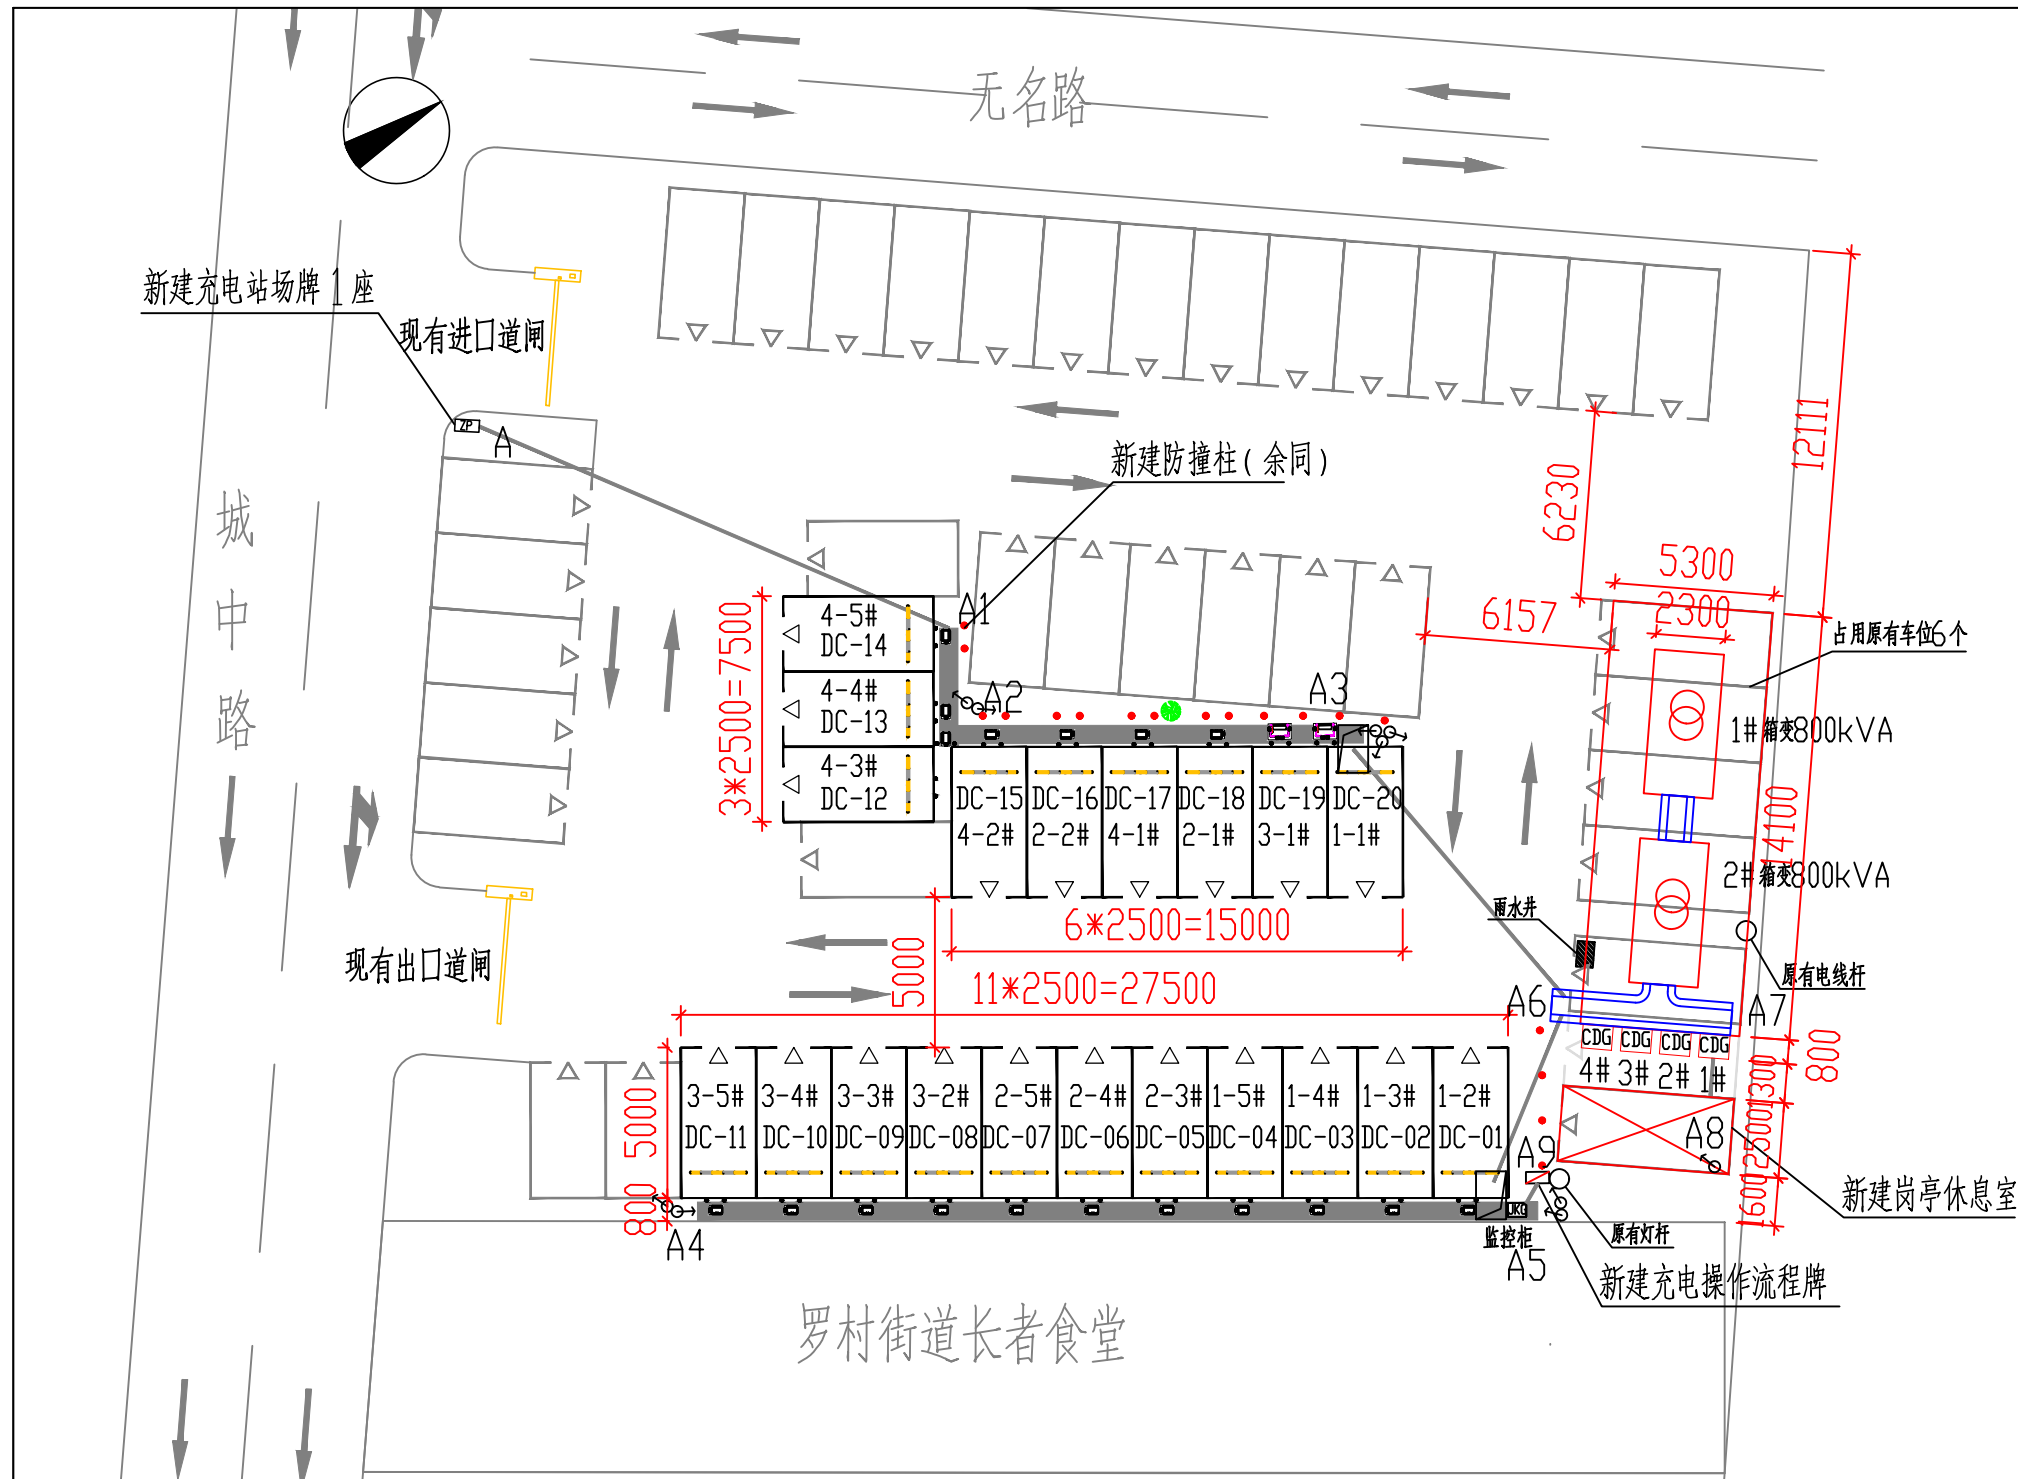 无名路
新建充电站场牌 1 座
现有进口道闸
ZP
A
新建防撞柱(余同)
12111
6230
5300
2300
6157
占用原有车位6个
城中路
3*2500=7500
4-5#
DC-14
4-4#
DC-13
4-3#
DC-12
A1
A2
A3
1#箱变800kVA
14100
2#箱变800kVA
DC-15
DC-16
DC-17
DC-18
DC-19
DC-20
4-2#
2-2#
4-1#
2-1#
3-1#
1-1#
雨水井
6*2500=15000
现有出口道闸
5000
11*2500=27500
原有电线杆
A6
A7
CDG
CDG
CDG
CDG
4#
3#
2#
1#
800
1300
2500
1600
5000
800
3-5#
3-4#
3-3#
3-2#
2-5#
2-4#
2-3#
1-5#
1-4#
1-3#
1-2#
DC-11
DC-10
DC-09
DC-08
DC-07
DC-06
DC-05
DC-04
DC-03
DC-02
DC-01
A8
A9
新建岗亭休息室
A4
监控柜
A5
原有灯杆
新建充电操作流程牌
罗村街道长者食堂